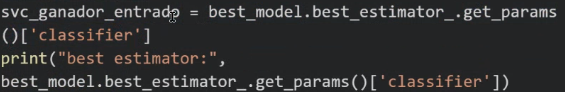 svc_ganador_entrado = best_model.best_estimator_.get_params
()['classifier']
print("best estimator:",
best_model.best_estimator_.get_params()['classifier'])